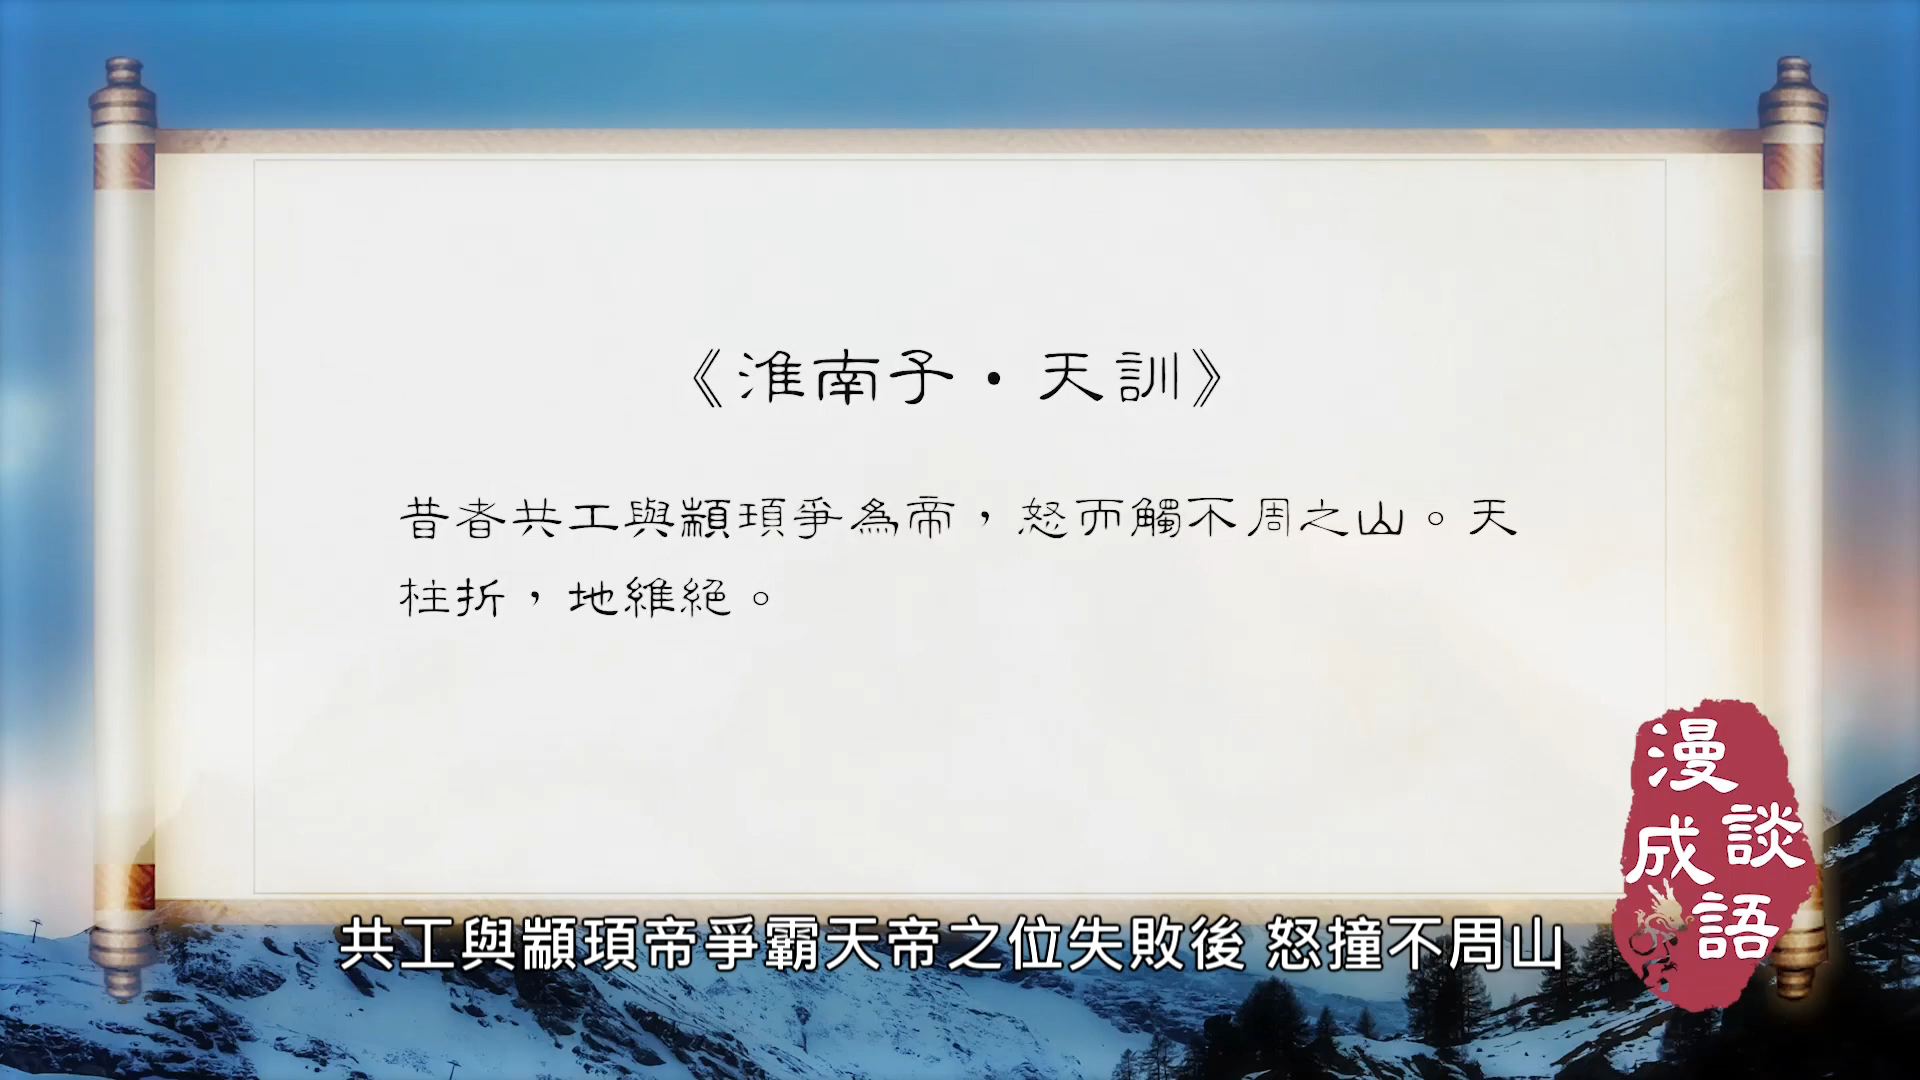 《淮南子·天訓》
昔者共工與顓頊爭為帝，怒而觸不周之山。天
柱折，地維絕。
共工與顓頊帝爭霸天帝之位失敗後 怒撞不周山
漫談
成語